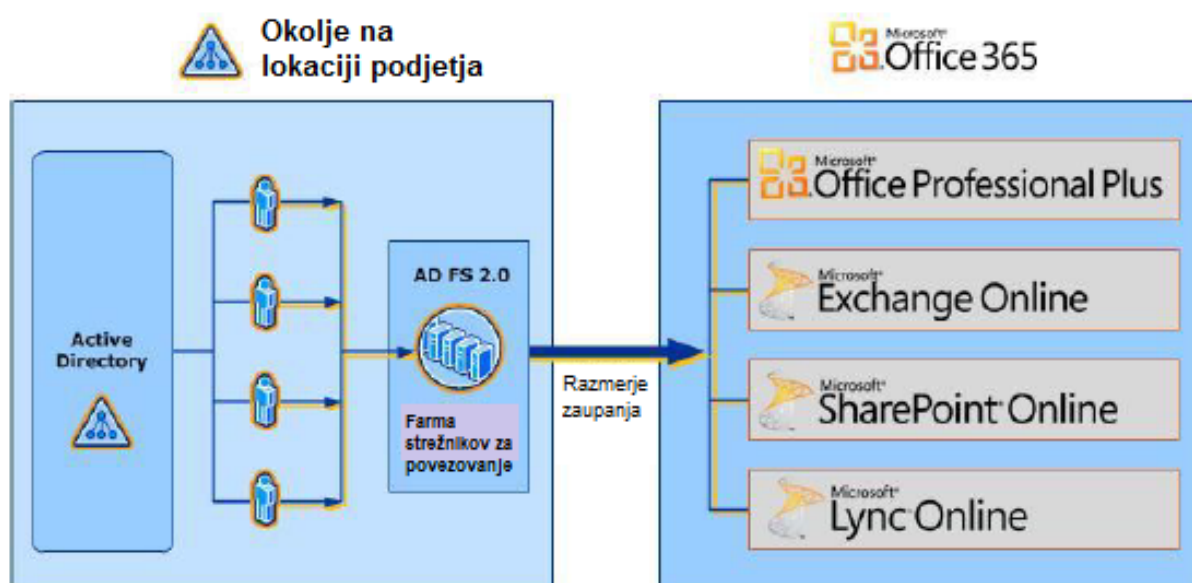 Okolje na
lokaciji podjetja
Microsoft®
Office 365
Active
Directory
AD FS 2.0
Farma
strežnikov za
povezovanje
Razmerje
zaupanja
Microsoft®
Office Professional Plus
Microsoft®
Exchange Online
Microsoft®
SharePoint® Online
Microsoft®
Lync® Online